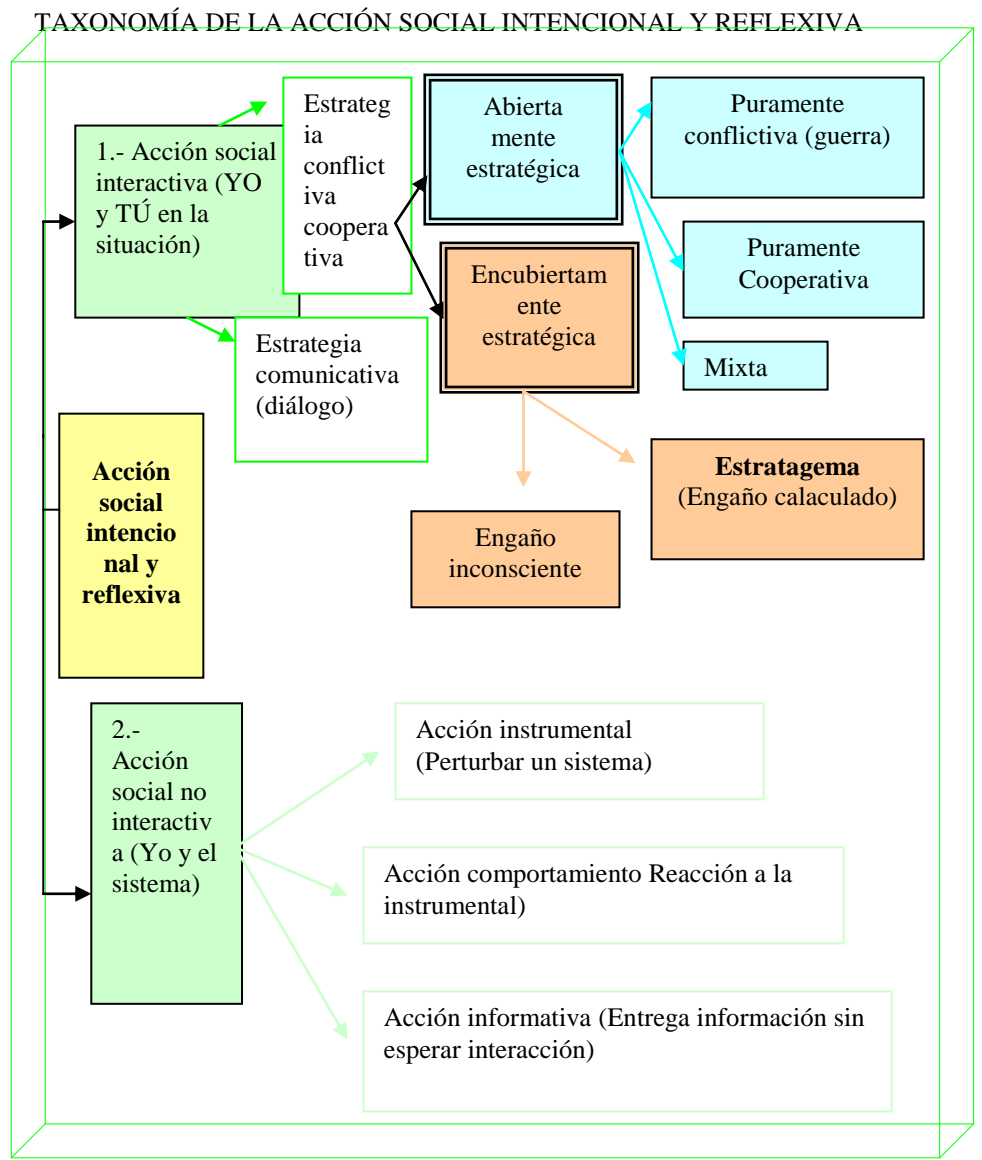 TAXONOMÍA DE LA ACCIÓN SOCIAL INTENCIONAL Y REFLEXIVA
1.- Acción social
interactiva (YO
y TÚ en la
situación)
Estrateg
ia
conflict
iva
coopera
tiva
Abierta
mente
estratégica
Puramente
conflictiva (guerra)
Puramente
Cooperativa
Mixta
Encubiertam
ente
estratégica
Estrategia
comunicativa
(diálogo)
Estratagema
(Engaño calaculado)
Engaño
inconsciente
Acción
social
intencio
nal y
reflexiva
2.-
Acción
social no
interactiv
a (Yo y el
sistema)
Acción instrumental
(Perturbar un sistema)
Acción comportamiento Reacción a la
instrumental)
Acción informativa (Entrega información sin
esperar interacción)